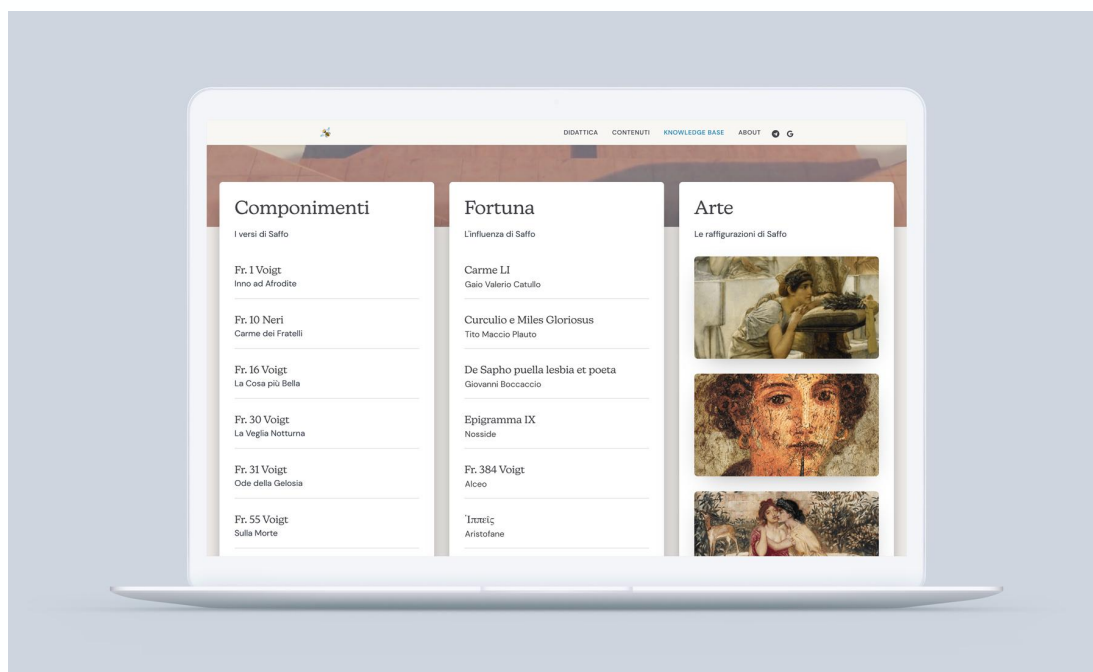 DIDATTICA CONTENUTI KNOWLEDGE BASE ABOUT
Componimenti
I versi di Saffo
Fr. 1 Voigt
Inno ad Afrodite
Fr. 10 Neri
Carme dei Fratelli
Fr. 16 Voigt
La Cosa più Bella
Fr. 30 Voigt
La Veglia Notturna
Fr. 31 Voigt
Ode della Gelosia
Fr. 55 Voigt
Sulla Morte
Fortuna
L'influenza di Saffo
Carme LI
Gaio Valerio Catullo
Curculio e Miles Gloriosus
Tito Maccio Plauto
De Sapho puella lesbia et poeta
Giovanni Boccaccio
Epigramma IX
Nosside
Fr. 384 Voigt
Alceo
Ἱππεῖς
Aristofane
Arte
Le raffigurazioni di Saffo